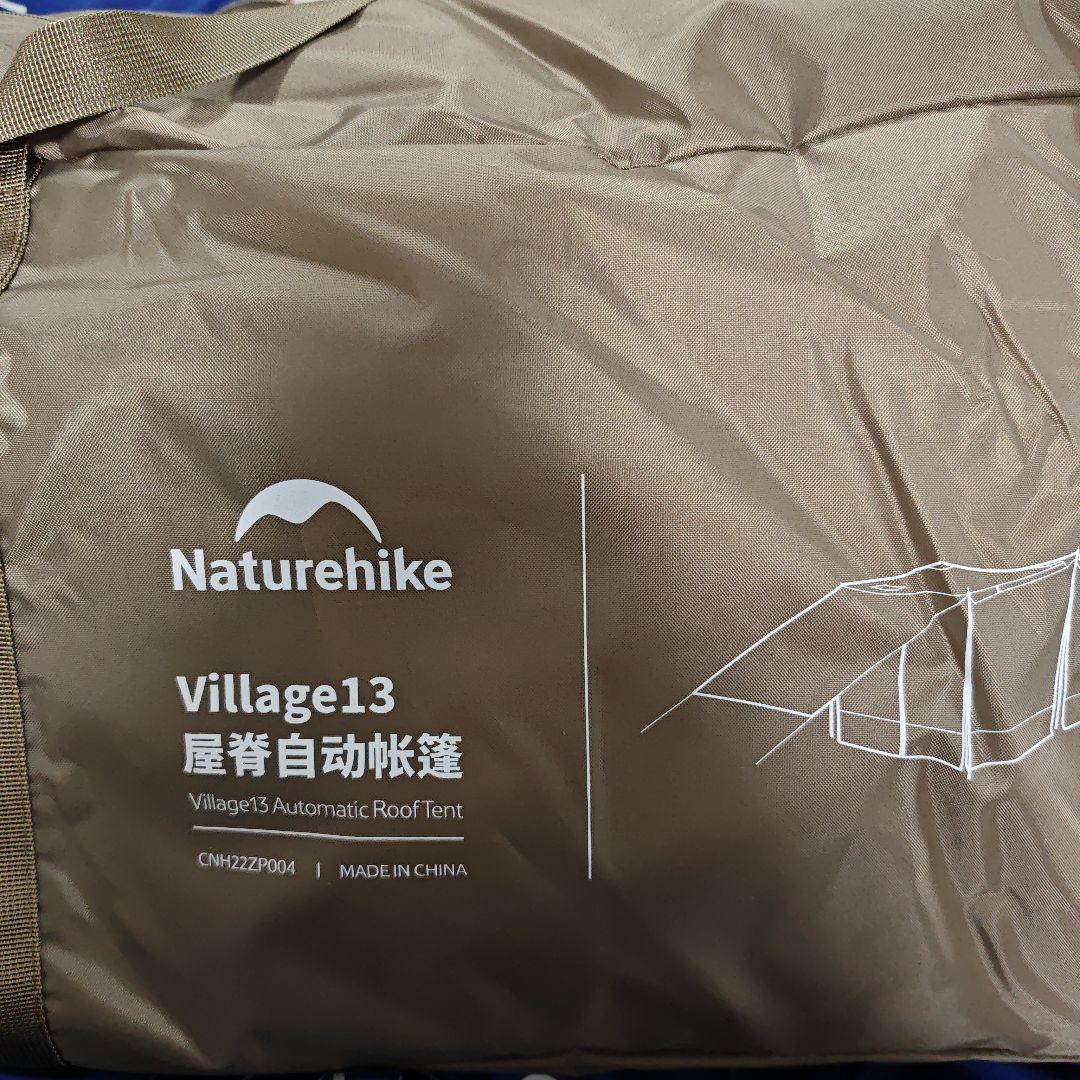 Naturehike
Village13
屋脊自动帐篷
Village13 Automatic Roof Tent
CNH22ZP004 | MADE IN CHINA